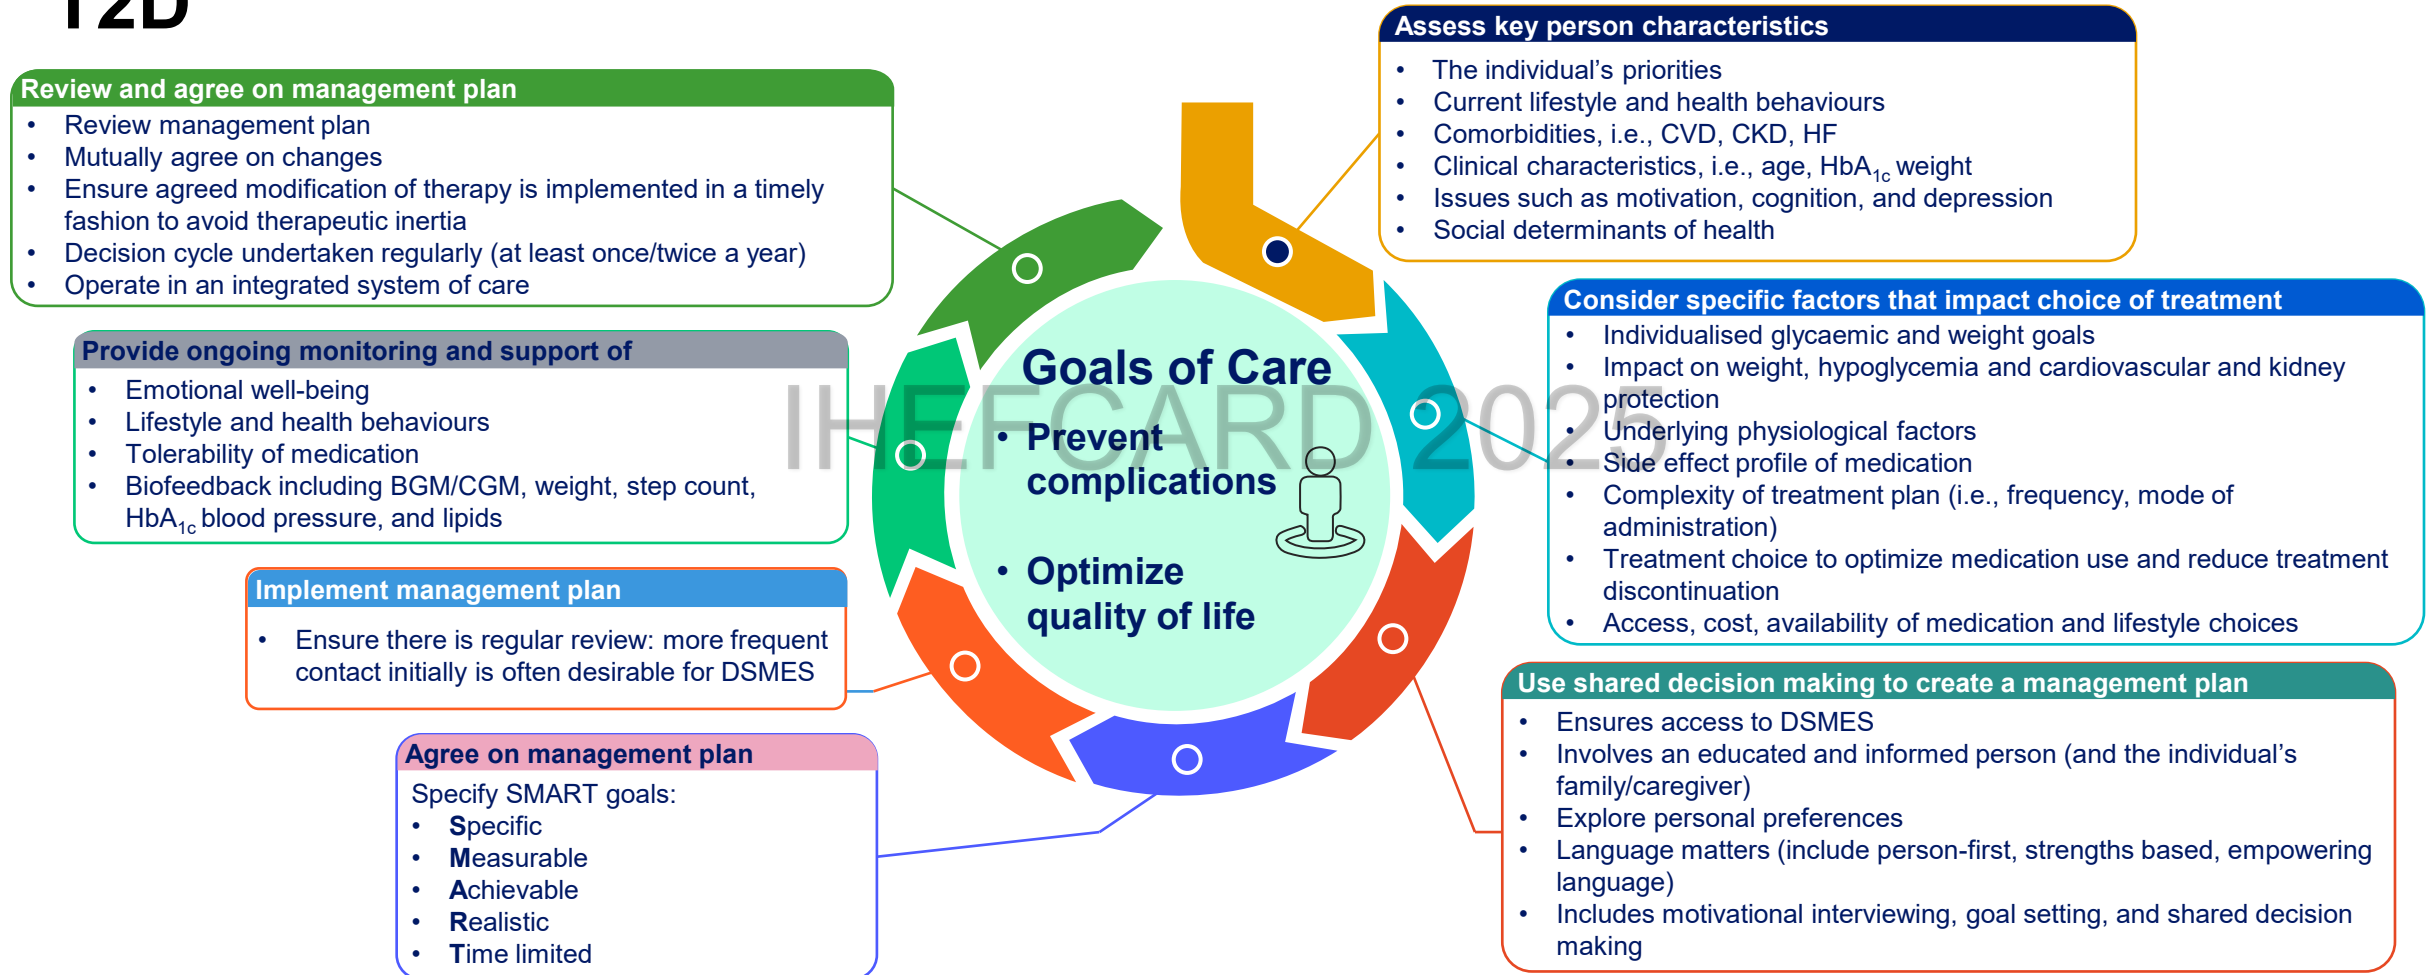 T2D
Assess key person characteristics
• The individual's priorities
• Current lifestyle and health behaviours
• Comorbidities, i.e., CVD, CKD, HF
• Clinical characteristics, i.e., age, HbA1c weight
• Issues such as motivation, cognition, and depression
• Social determinants of health
Consider specific factors that impact choice of treatment
• Individualised glycaemic and weight goals
• Impact on weight, hypoglycemia and cardiovascular and kidney
protection
• Underlying physiological factors
• Side effect profile of medication
• Complexity of treatment plan (i.e., frequency, mode of
administration)
• Treatment choice to optimize medication use and reduce treatment
discontinuation
• Access, cost, availability of medication and lifestyle choices
Use shared decision making to create a management plan
• Ensures access to DSMES
• Involves an educated and informed person (and the individual's
family/caregiver)
• Explore personal preferences
• Language matters (include person-first, strengths based, empowering
language)
• Includes motivational interviewing, goal setting, and shared decision
making
Agree on management plan
Specify SMART goals:
• Specific
• Measurable
• Achievable
• Realistic
• Time limited
Implement management plan
• Ensure there is regular review: more frequent
contact initially is often desirable for DSMES
Provide ongoing monitoring and support of
• Emotional well-being
• Lifestyle and health behaviours
• Tolerability of medication
• Biofeedback including BGM/CGM, weight, step count,
HbA1c blood pressure, and lipids
Review and agree on management plan
• Review management plan
• Mutually agree on changes
• Ensure agreed modification of therapy is implemented in a timely
fashion to avoid therapeutic inertia
• Decision cycle undertaken regularly (at least once/twice a year)
• Operate in an integrated system of care
Goals of Care
• Prevent
complications
• Optimize
quality of life
IHEFCARD 2025